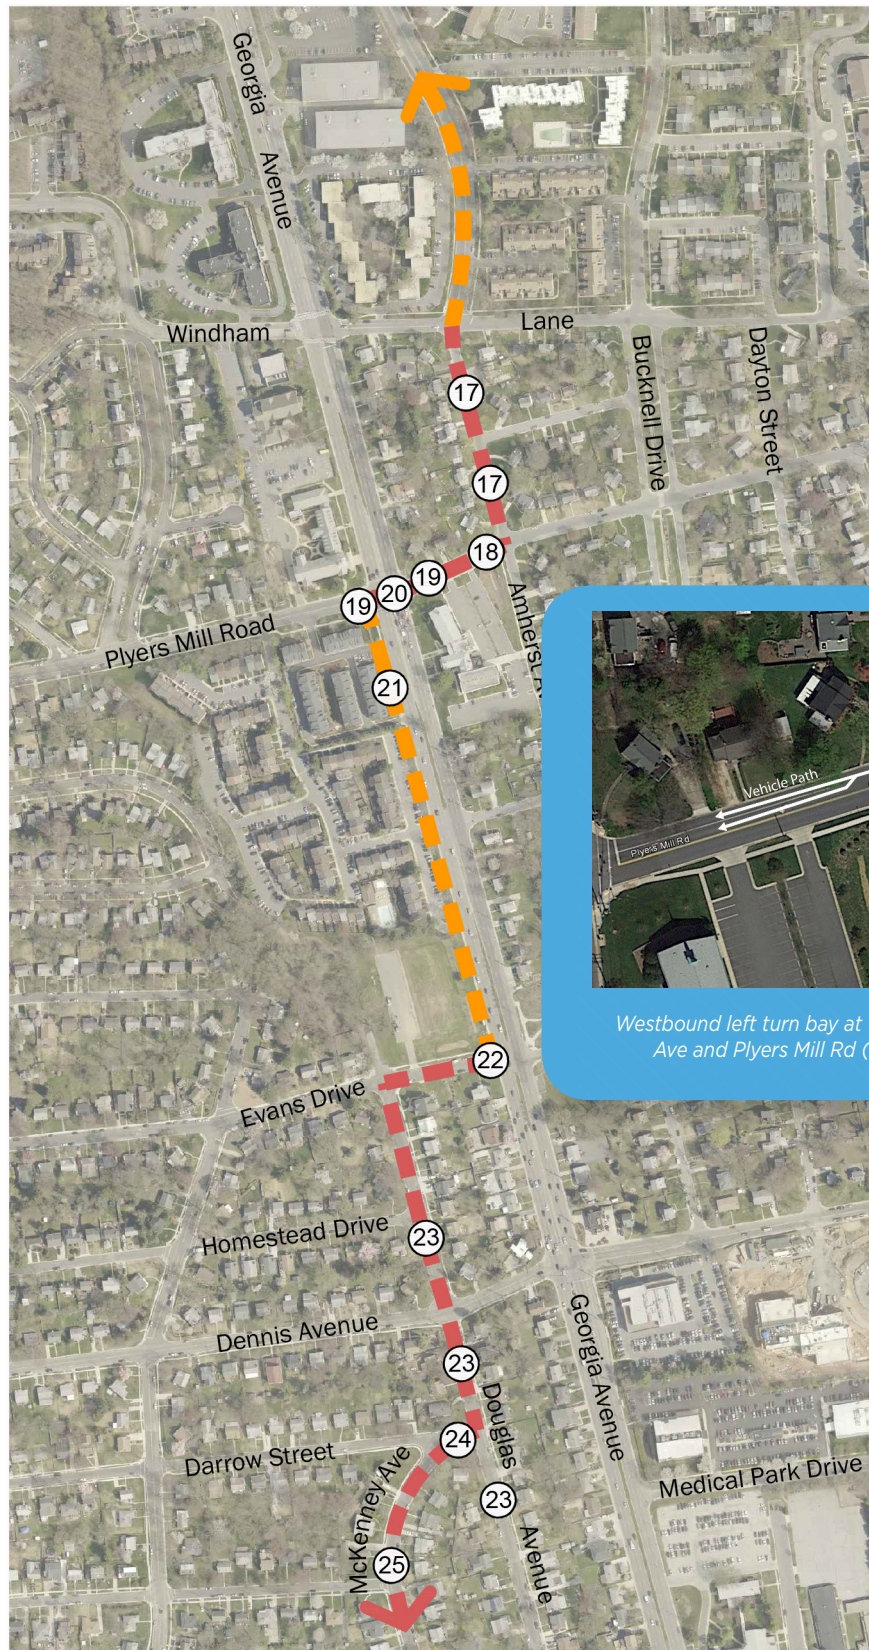 Georgia
Avenue
Windham
Lane
Bucknell Drive
Dayton Street
17
17
18
19
20
19
Plyers Mill Road
Amherst Av
21
Vehicle Path
Plyers Mill Rd
Westbound left turn bay at
Ave and Plyers Mill Rd (
22
Evans Drive
23
Homestead Drive
Dennis Avenue
Georgia Avenue
23
Douglas
24
Darrow Street
McKenney Ave
Medical Park Drive
23
Avenue
25